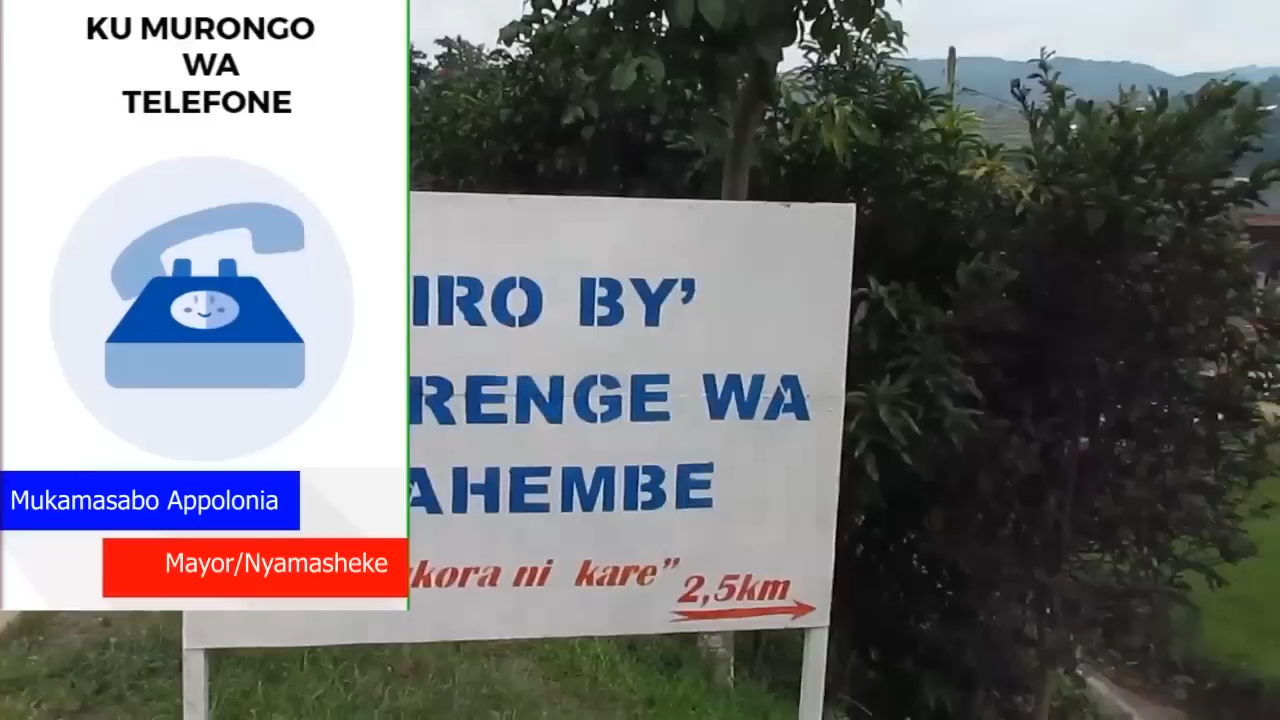 KU MURONGO
WA
TELEFONE
Mukamasabo Appolonia
Mayor/Nyamasheke
IRO BY’
RENGE WA
AHEMBE
kora ni kare”
2,5km